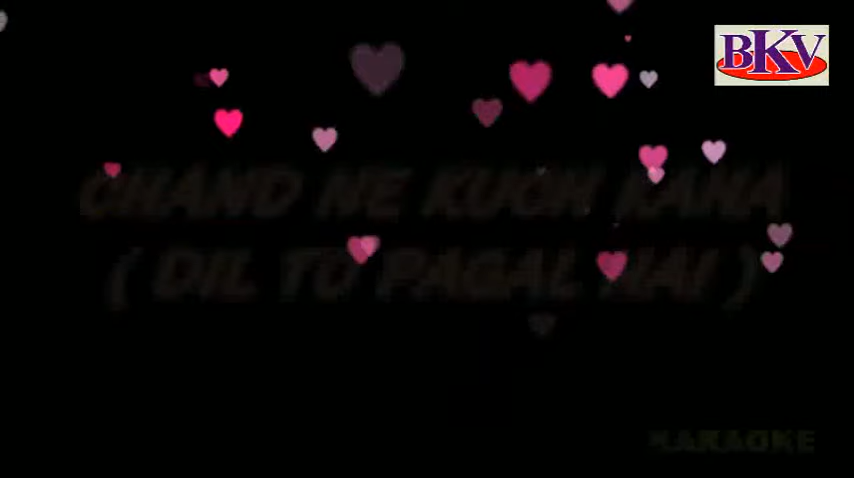 BKV
CHAND NE KUCH KAHA
( DIL TO PAGAL HAI )
KARAOKE